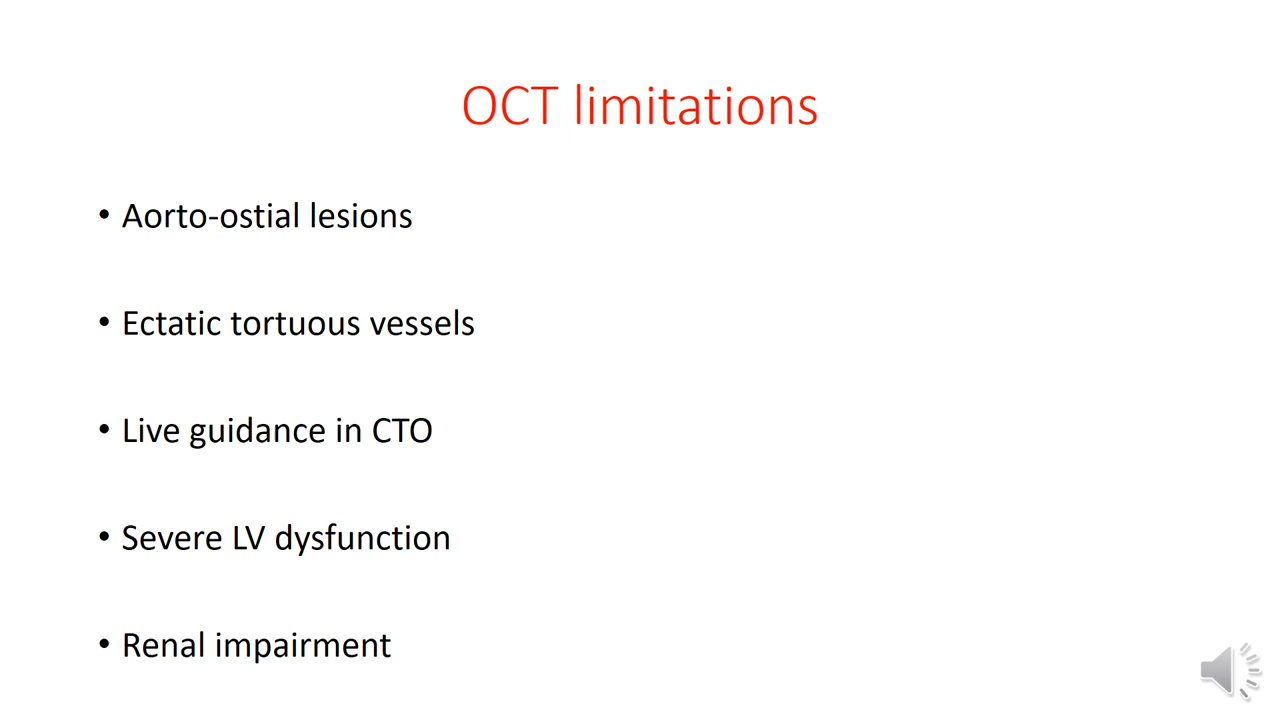 OCT limitations
• Aorto-ostial lesions
• Ectatic tortuous vessels
• Live guidance in CTO
• Severe LV dysfunction
• Renal impairment